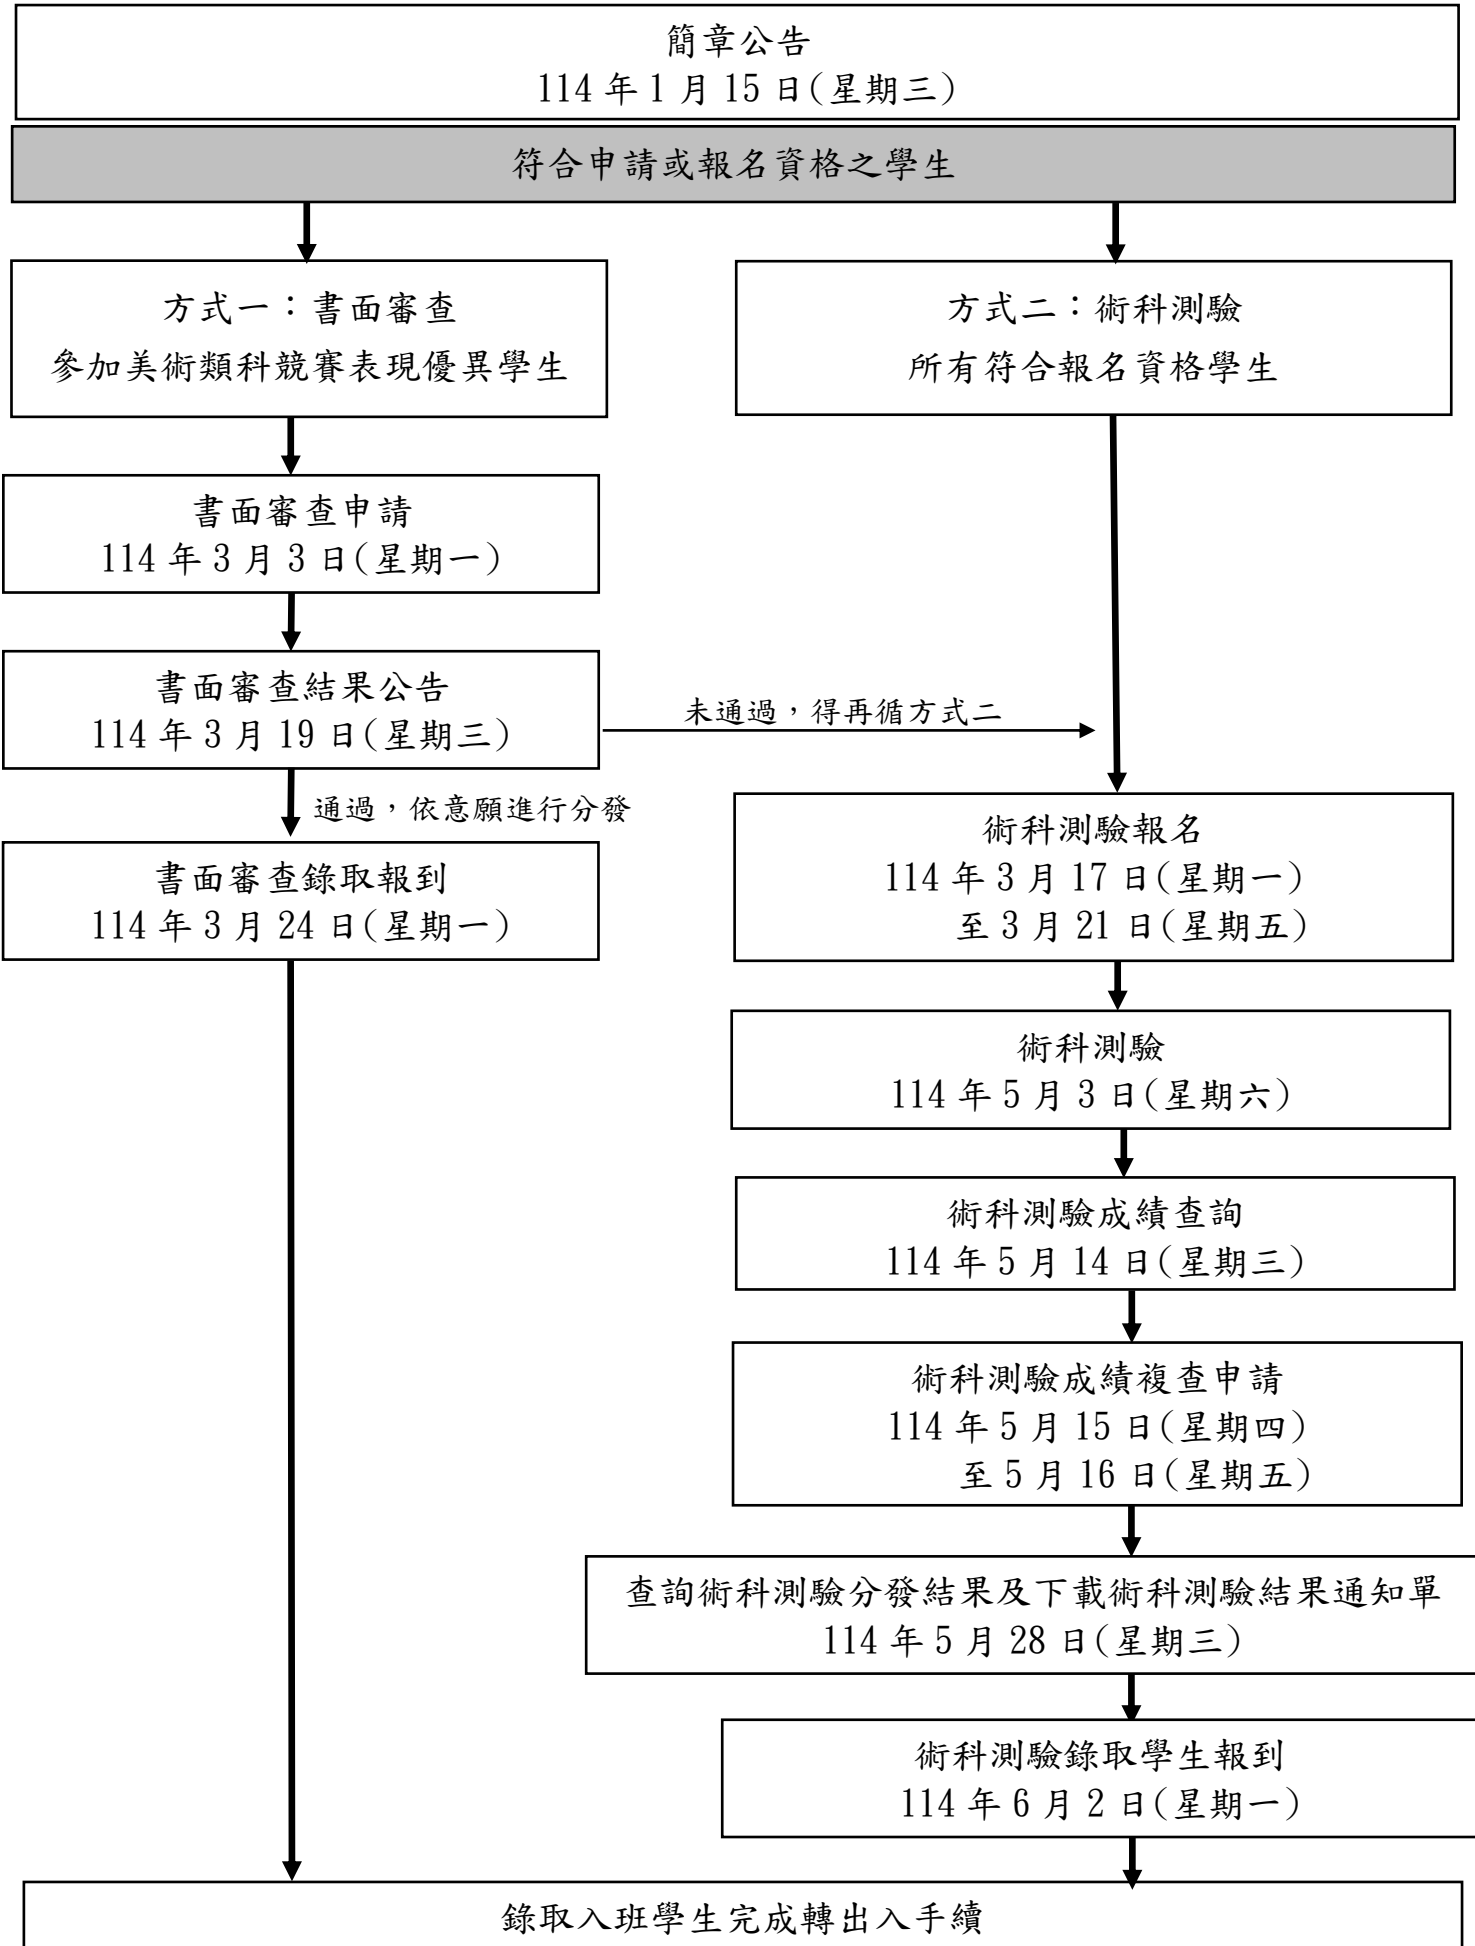 簡章公告
114 年 1 月 15 日(星期三)
符合申請或報名資格之學生
方式一：書面審查
參加美術類科競賽表現優異學生
書面審查申請
114 年 3 月 3 日(星期一)
書面審查結果公告
114 年 3 月 19 日(星期三)
通過，依意願進行分發
書面審查錄取報到
114 年 3 月 24 日(星期一)
未通過，得再循方式二
方式二：術科測驗
所有符合報名資格學生
術科測驗報名
114 年 3 月 17 日(星期一)
至 3 月 21 日(星期五)
術科測驗
114 年 5 月 3 日(星期六)
術科測驗成績查詢
114 年 5 月 14 日(星期三)
術科測驗成績複查申請
114 年 5 月 15 日(星期四)
至 5 月 16 日(星期五)
查詢術科測驗分發結果及下載術科測驗結果通知單
114 年 5 月 28 日(星期三)
術科測驗錄取學生報到
114 年 6 月 2 日(星期一)
錄取入班學生完成轉出入手續